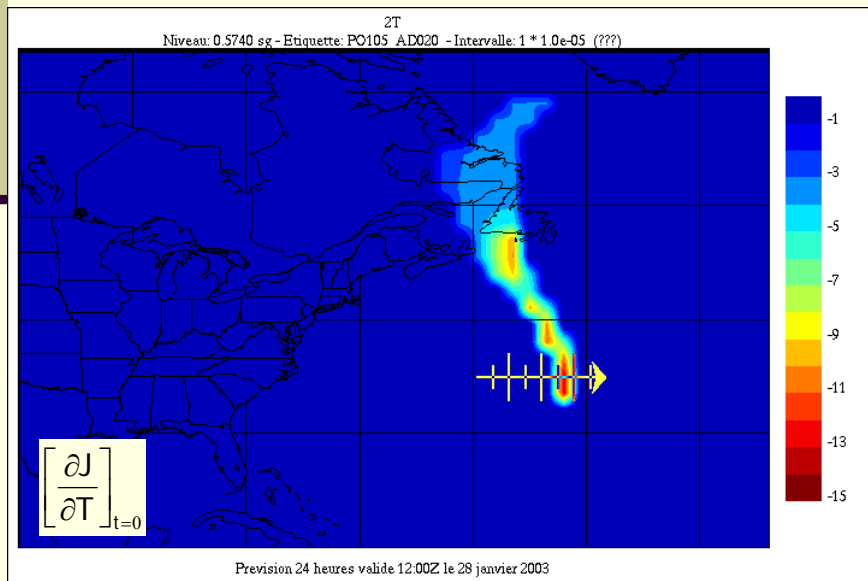 2T
Niveau: 0.5740 sg - Etiquette: PO105 AD020 - Intervalle: 1 * 1.0e-05 (???)
-1
-3
-5
-7
-9
-11
-13
-15
[∂J/∂T]t=0
Prevision 24 heures valide 12:00Z le 28 janvier 2003